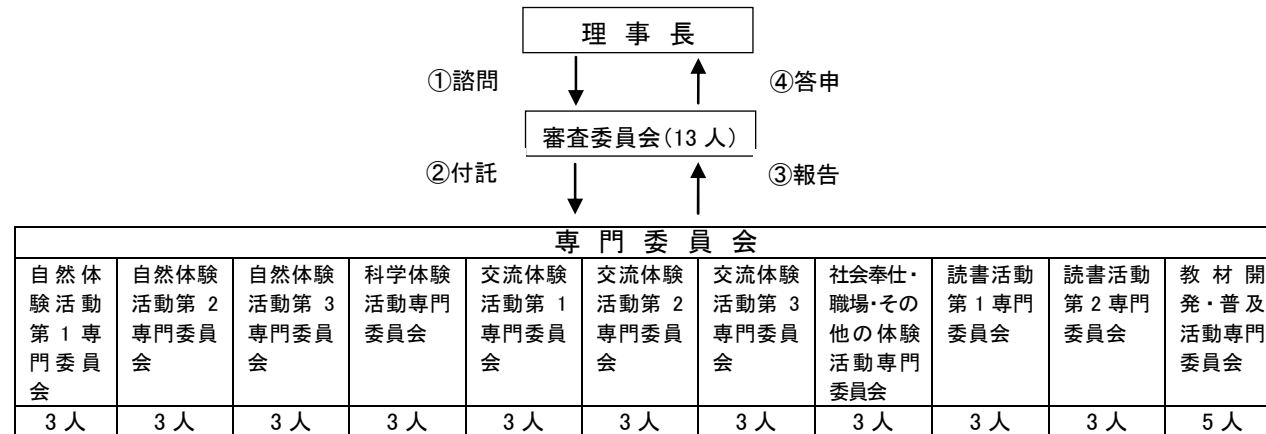 理事長
①諮問 ④答申
審査委員会(13人)
②付託 ③報告
専門委員会
自然体
験活動
第1専
門委員
会
自然体験
活動第2
専門委員
会
自然体験
活動第3
専門委員
会
科学体験
活動専門
委員会
交流体験
活動第1
専門委員
会
交流体験
活動第2
専門委員
会
交流体験
活動第3
専門委員
会
社会奉仕・
職場・その
他の体験
活動専門
委員会
読書活動
第1専門
委員会
読書活動
第2専門
委員会
教材開
発・普及
活動専門
委員会
3人 3人 3人 3人 3人 3人 3人 3人 3人 3人 5人